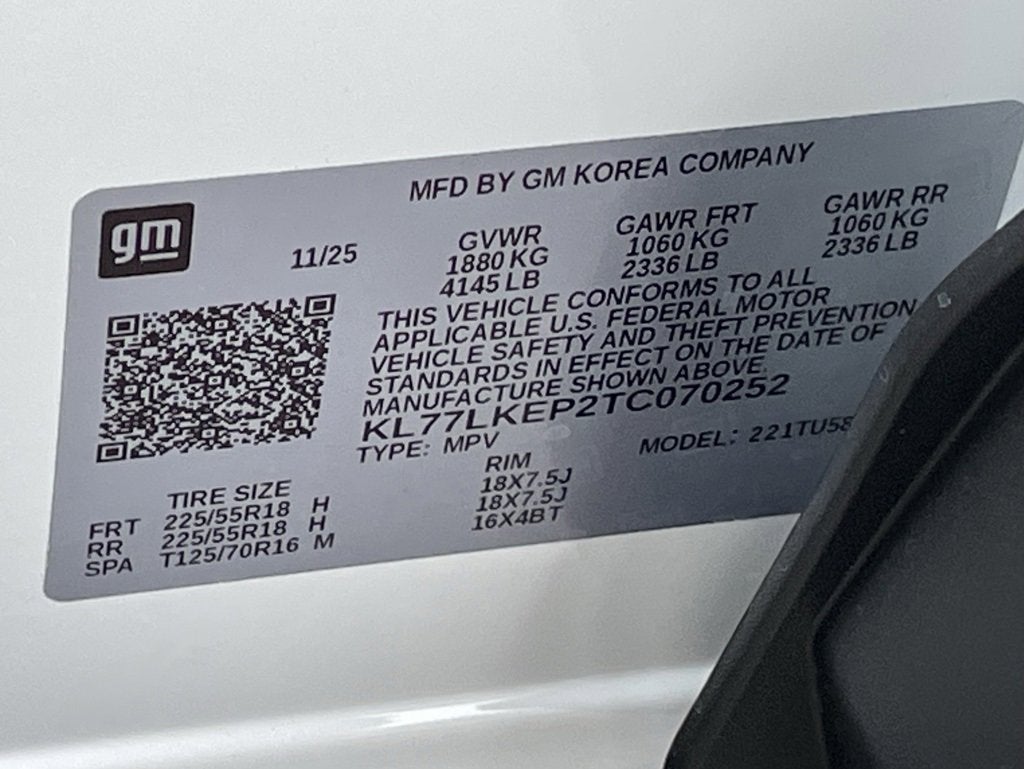 MFD BY GM KOREA COMPANY
gm
11/25
GVWR
1880 KG
4145 LB
GAWR FRT
1060 KG
2336 LB
GAWR RR
1060 KG
2336 LB
THIS VEHICLE CONFORMS TO ALL
APPLICABLE U.S. FEDERAL MOTOR
VEHICLE SAFETY AND THEFT PREVENTION
STANDARDS IN EFFECT ON THE DATE OF
MANUFACTURE SHOWN ABOVE.
KL77LKEP2TC070252
TYPE: MPV MODEL: 221TU58
TIRE SIZE RIM
FRT 225/55R18 H 18X7.5J
RR 225/55R18 H 18X7.5J
SPA T125/70R16 M 16X4BT